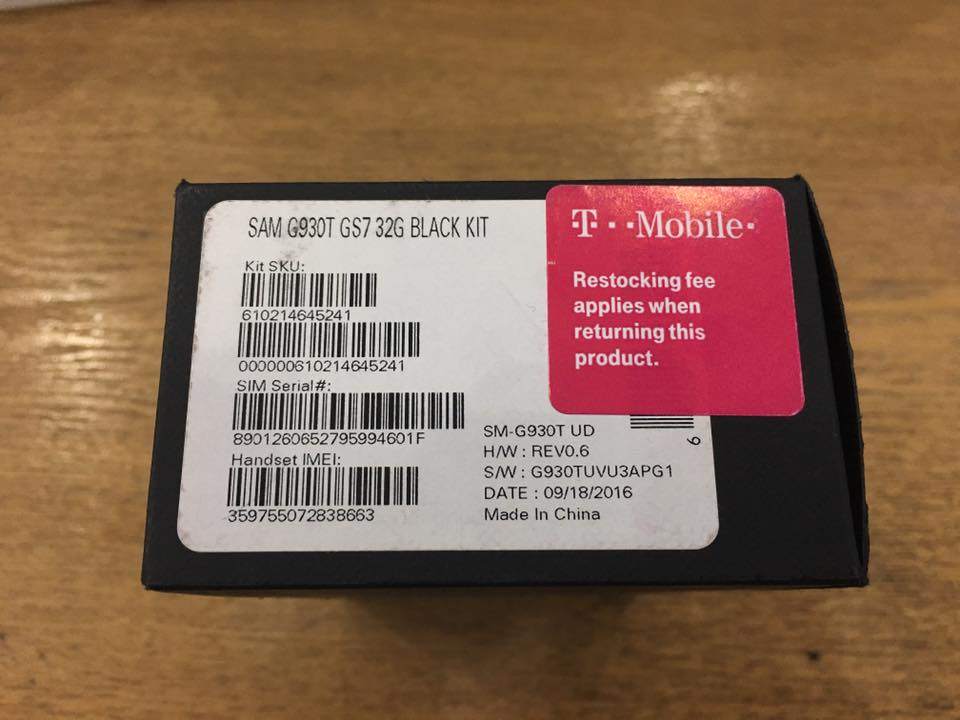 SAM G930T GS7 32G BLACK KIT
Kit SKU:
610214645241
000000610214645241
SIM Serial#:
8901260652795994601F
Handset IMEI:
359755072838663
T··Mobile·
Restocking fee
applies when
returning this
product.
6
SM-G930T UD
H/W : REV0.6
S/W : G930TUVU3APG1
DATE : 09/18/2016
Made In China